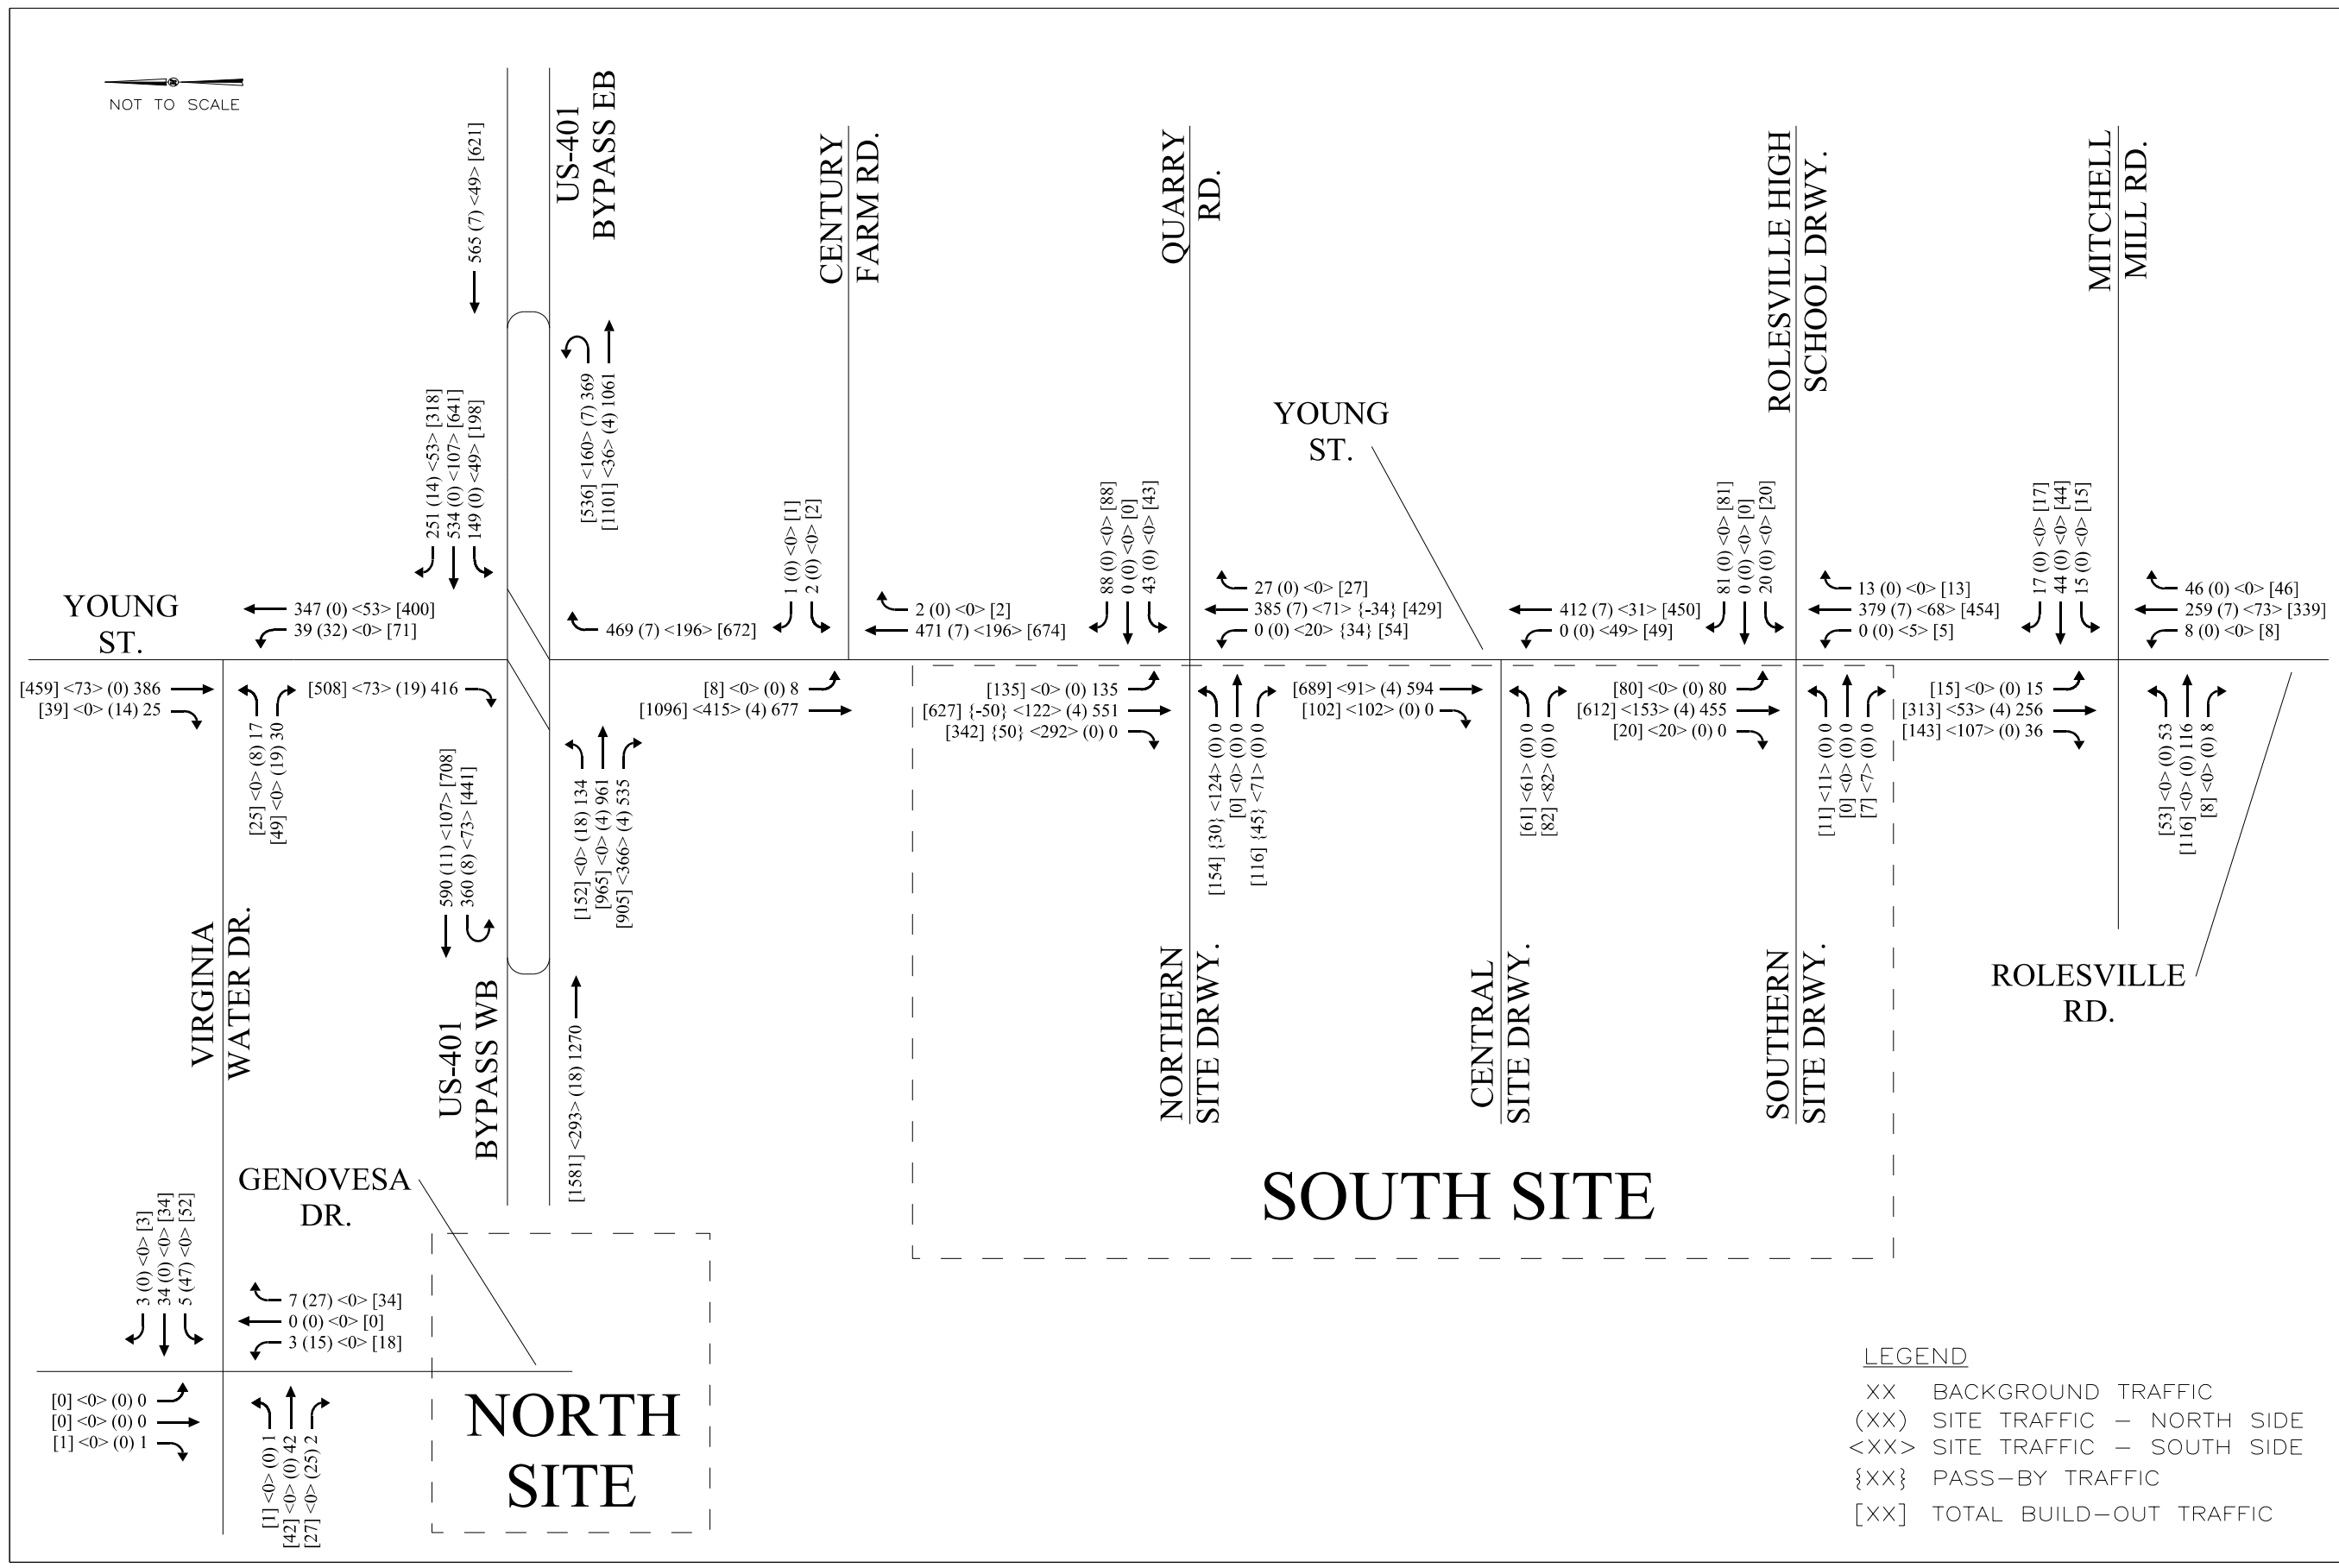 NOT TO SCALE
565 (7) <49> [621]
US-401
BYPASS EB
CENTURY
FARM RD.
QUARRY
RD.
ROLESVILLE HIGH
SCHOOL DRWY.
MITCHELL
MILL RD.
251 (14) <53> [318]
534 (0) <107> [641]
149 (0) <49> [198]
[536] <160> (7) 369
[1101] <36> (4) 1061
YOUNG
ST.
1 (0) <0> [1]
2 (0) <0> [2]
88 (0) <0> [88]
0 (0) <0> [0]
43 (0) <0> [43]
81 (0) <0> [81]
0 (0) <0> [0]
20 (0) <0> [20]
17 (0) <0> [17]
44 (0) <0> [44]
15 (0) <0> [15]
YOUNG
ST.
347 (0) <53> [400]
39 (32) <0> [71]
469 (7) <196> [672]
2 (0) <0> [2]
471 (7) <196> [674]
27 (0) <0> [27]
385 (7) <71> {-34} [429]
0 (0) <20> {34} [54]
412 (7) <31> [450]
0 (0) <49> [49]
13 (0) <0> [13]
379 (7) <68> [454]
0 (0) <5> [5]
46 (0) <0> [46]
259 (7) <73> [339]
8 (0) <0> [8]
[459] <73> (0) 386
[39] <0> (14) 25
[25] <0> (8) 17
[49] <0> (19) 30
[508] <73> (19) 416
[8] <0> (0) 8
[1096] <415> (4) 677
[135] <0> (0) 135
[627] {-50} <122> (4) 551
[342] {50} <292> (0) 0
[154] {30} <124> (0) 0
[0] <0> (0) 0
[116] {45} <71> (0) 0
[689] <91> (4) 594
[102] <102> (0) 0
[61] <61> (0) 0
[82] <82> (0) 0
[80] <0> (0) 80
[612] <153> (4) 455
[20] <20> (0) 0
[11] <11> (0) 0
[0] <0> (0) 0
[7] <7> (0) 0
[15] <0> (0) 15
[313] <53> (4) 256
[143] <107> (0) 36
[53] <0> (0) 53
[116] <0> (0) 116
[8] <0> (0) 8
590 (11) <107> [708]
360 (8) <73> [441]
[152] <0> (18) 134
[965] <0> (4) 961
[905] <366> (4) 535
VIRGINIA
WATER DR.
US-401
BYPASS WB
[1581] <293> (18) 1270
NORTHERN
SITE DRWY.
CENTRAL
SITE DRWY.
SOUTHERN
SITE DRWY.
ROLESVILLE
RD.
GENOVESA
DR.
SOUTH SITE
3 (0) <0> [3]
34 (0) <0> [34]
5 (47) <0> [52]
7 (27) <0> [34]
0 (0) <0> [0]
3 (15) <0> [18]
[0] <0> (0) 0
[0] <0> (0) 0
[1] <0> (0) 1
[1] <0> (0) 1
[42] <0> (0) 42
[27] <0> (25) 2
NORTH
SITE
LEGEND
XX BACKGROUND TRAFFIC
(XX) SITE TRAFFIC - NORTH SIDE
<XX> SITE TRAFFIC - SOUTH SIDE
{XX} PASS-BY TRAFFIC
[XX] TOTAL BUILD-OUT TRAFFIC